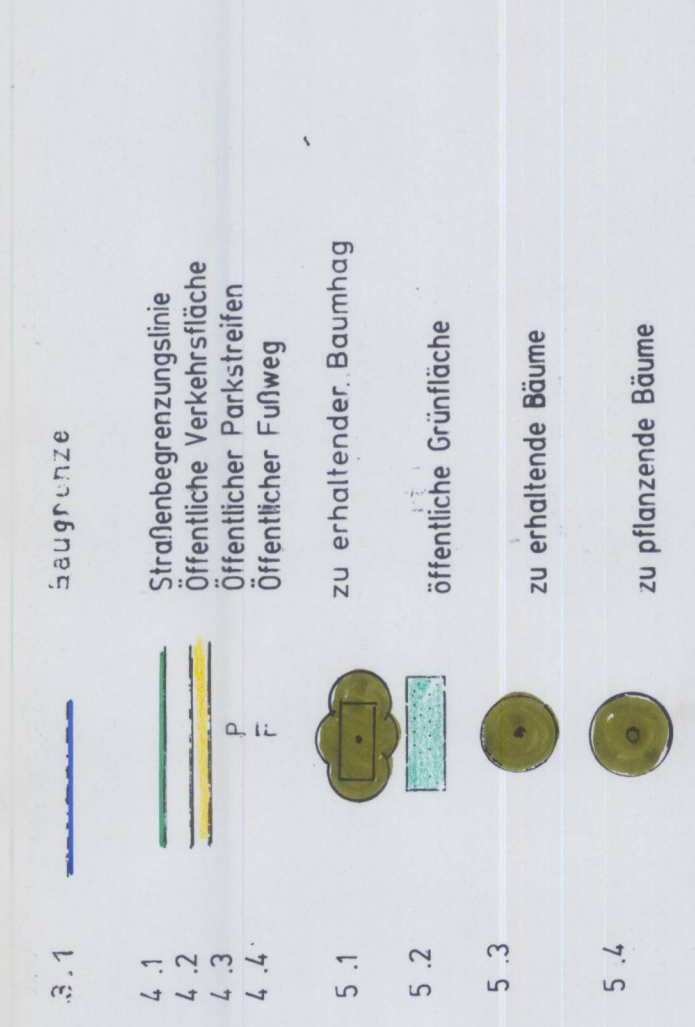 3.1 Baugrenze
4.1 Straßenbegrenzungslinie
4.2 Öffentliche Verkehrsfläche
4.3 P Öffentlicher Parkstreifen
4.4 F Öffentlicher Fußweg
5.1 zu erhaltender Baumhag
5.2 öffentliche Grünfläche
5.3 zu erhaltende Bäume
5.4 zu pflanzende Bäume